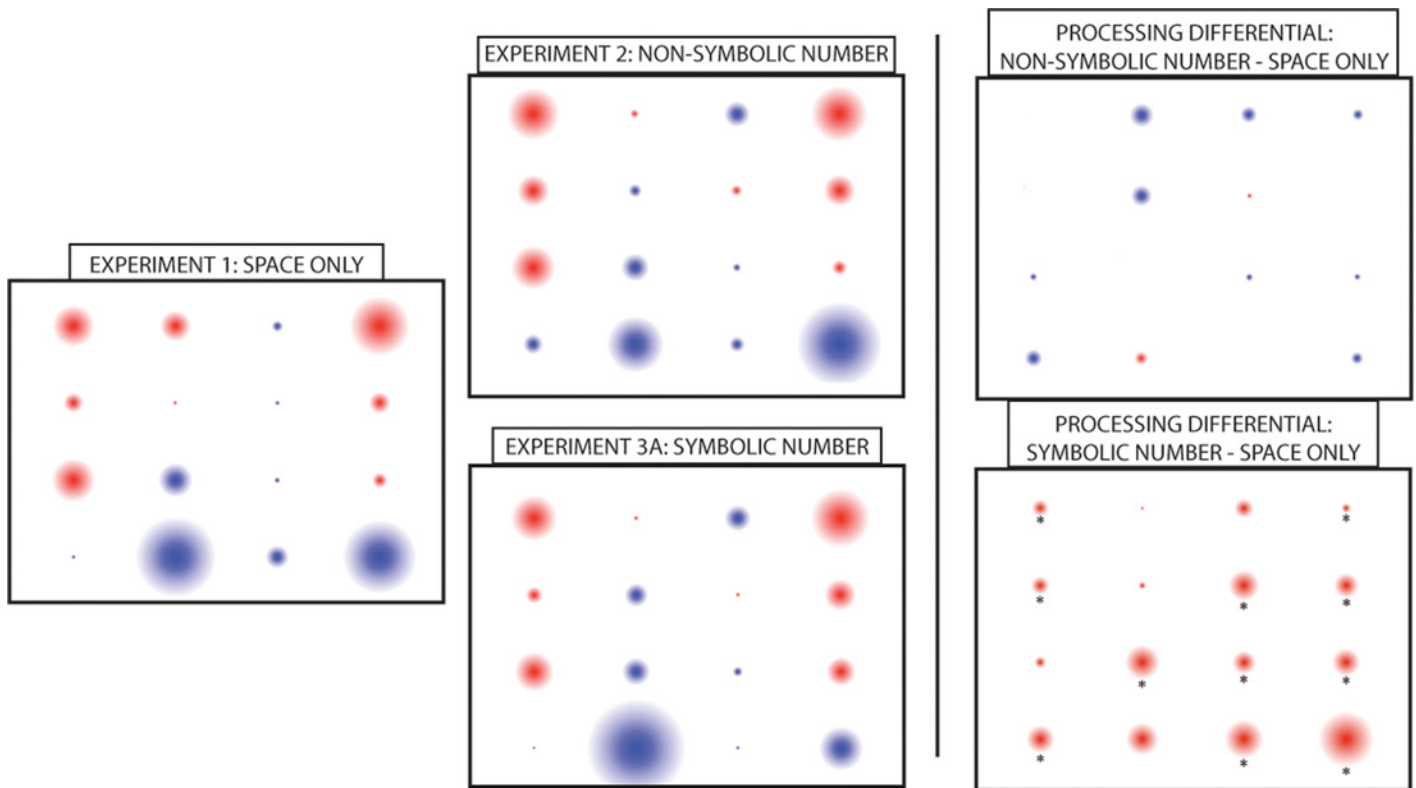 EXPERIMENT 1: SPACE ONLY
EXPERIMENT 2: NON-SYMBOLIC NUMBER
EXPERIMENT 3A: SYMBOLIC NUMBER
PROCESSING DIFFERENTIAL:
NON-SYMBOLIC NUMBER - SPACE ONLY
PROCESSING DIFFERENTIAL:
SYMBOLIC NUMBER - SPACE ONLY
* *
* * *
* * *
* * *